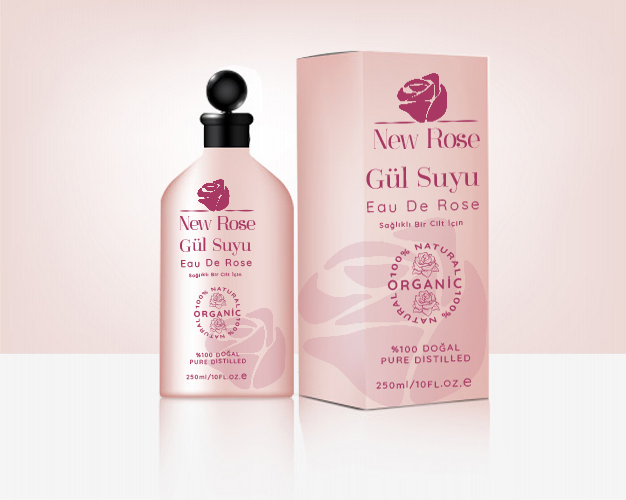 New Rose
Gül Suyu
Eau De Rose
Sağlıklı Bir Cilt İçin
100% NATURAL
ORGANİC
100% NATURAL
%100 DOĞAL
PURE DISTILLED
250ml/10FL.OZ.e
New Rose
Gül Suyu
Eau De Rose
Sağlıklı Bir Cilt İçin
100% NATURAL
ORGANİC
100% NATURAL
%100 DOĞAL
PURE DISTILLED
250ml/10FL.OZ.e